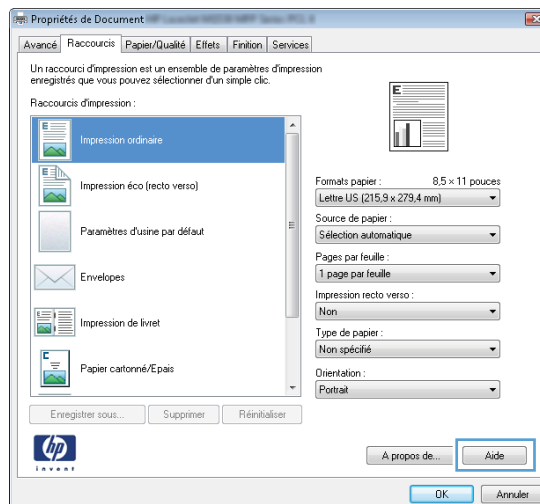 Propriétés de Document
Avancé Raccourcis Papier/Qualité Effets Finition Services
Un raccourci d'impression est un ensemble de paramètres d'impression
enregistrés que vous pouvez sélectionner d'un simple clic.
Raccourcis d'impression :
Impression ordinaire
Impression éco (recto verso)
Paramètres d'usine par défaut
Envelopes
Impression de livret
Papier cartonné/Epais
Enregistrer sous... Supprimer Réinitialiser
E
Formats papier : 8,5 × 11 pouces
Lettre US (215,9 x 279,4 mm)
Source de papier :
Sélection automatique
Pages par feuille :
1 page par feuille
Impression recto verso :
Non
Type de papier :
Non spécifié
Orientation :
Portrait
hp
invent
A propos de... Aide
OK Annuler